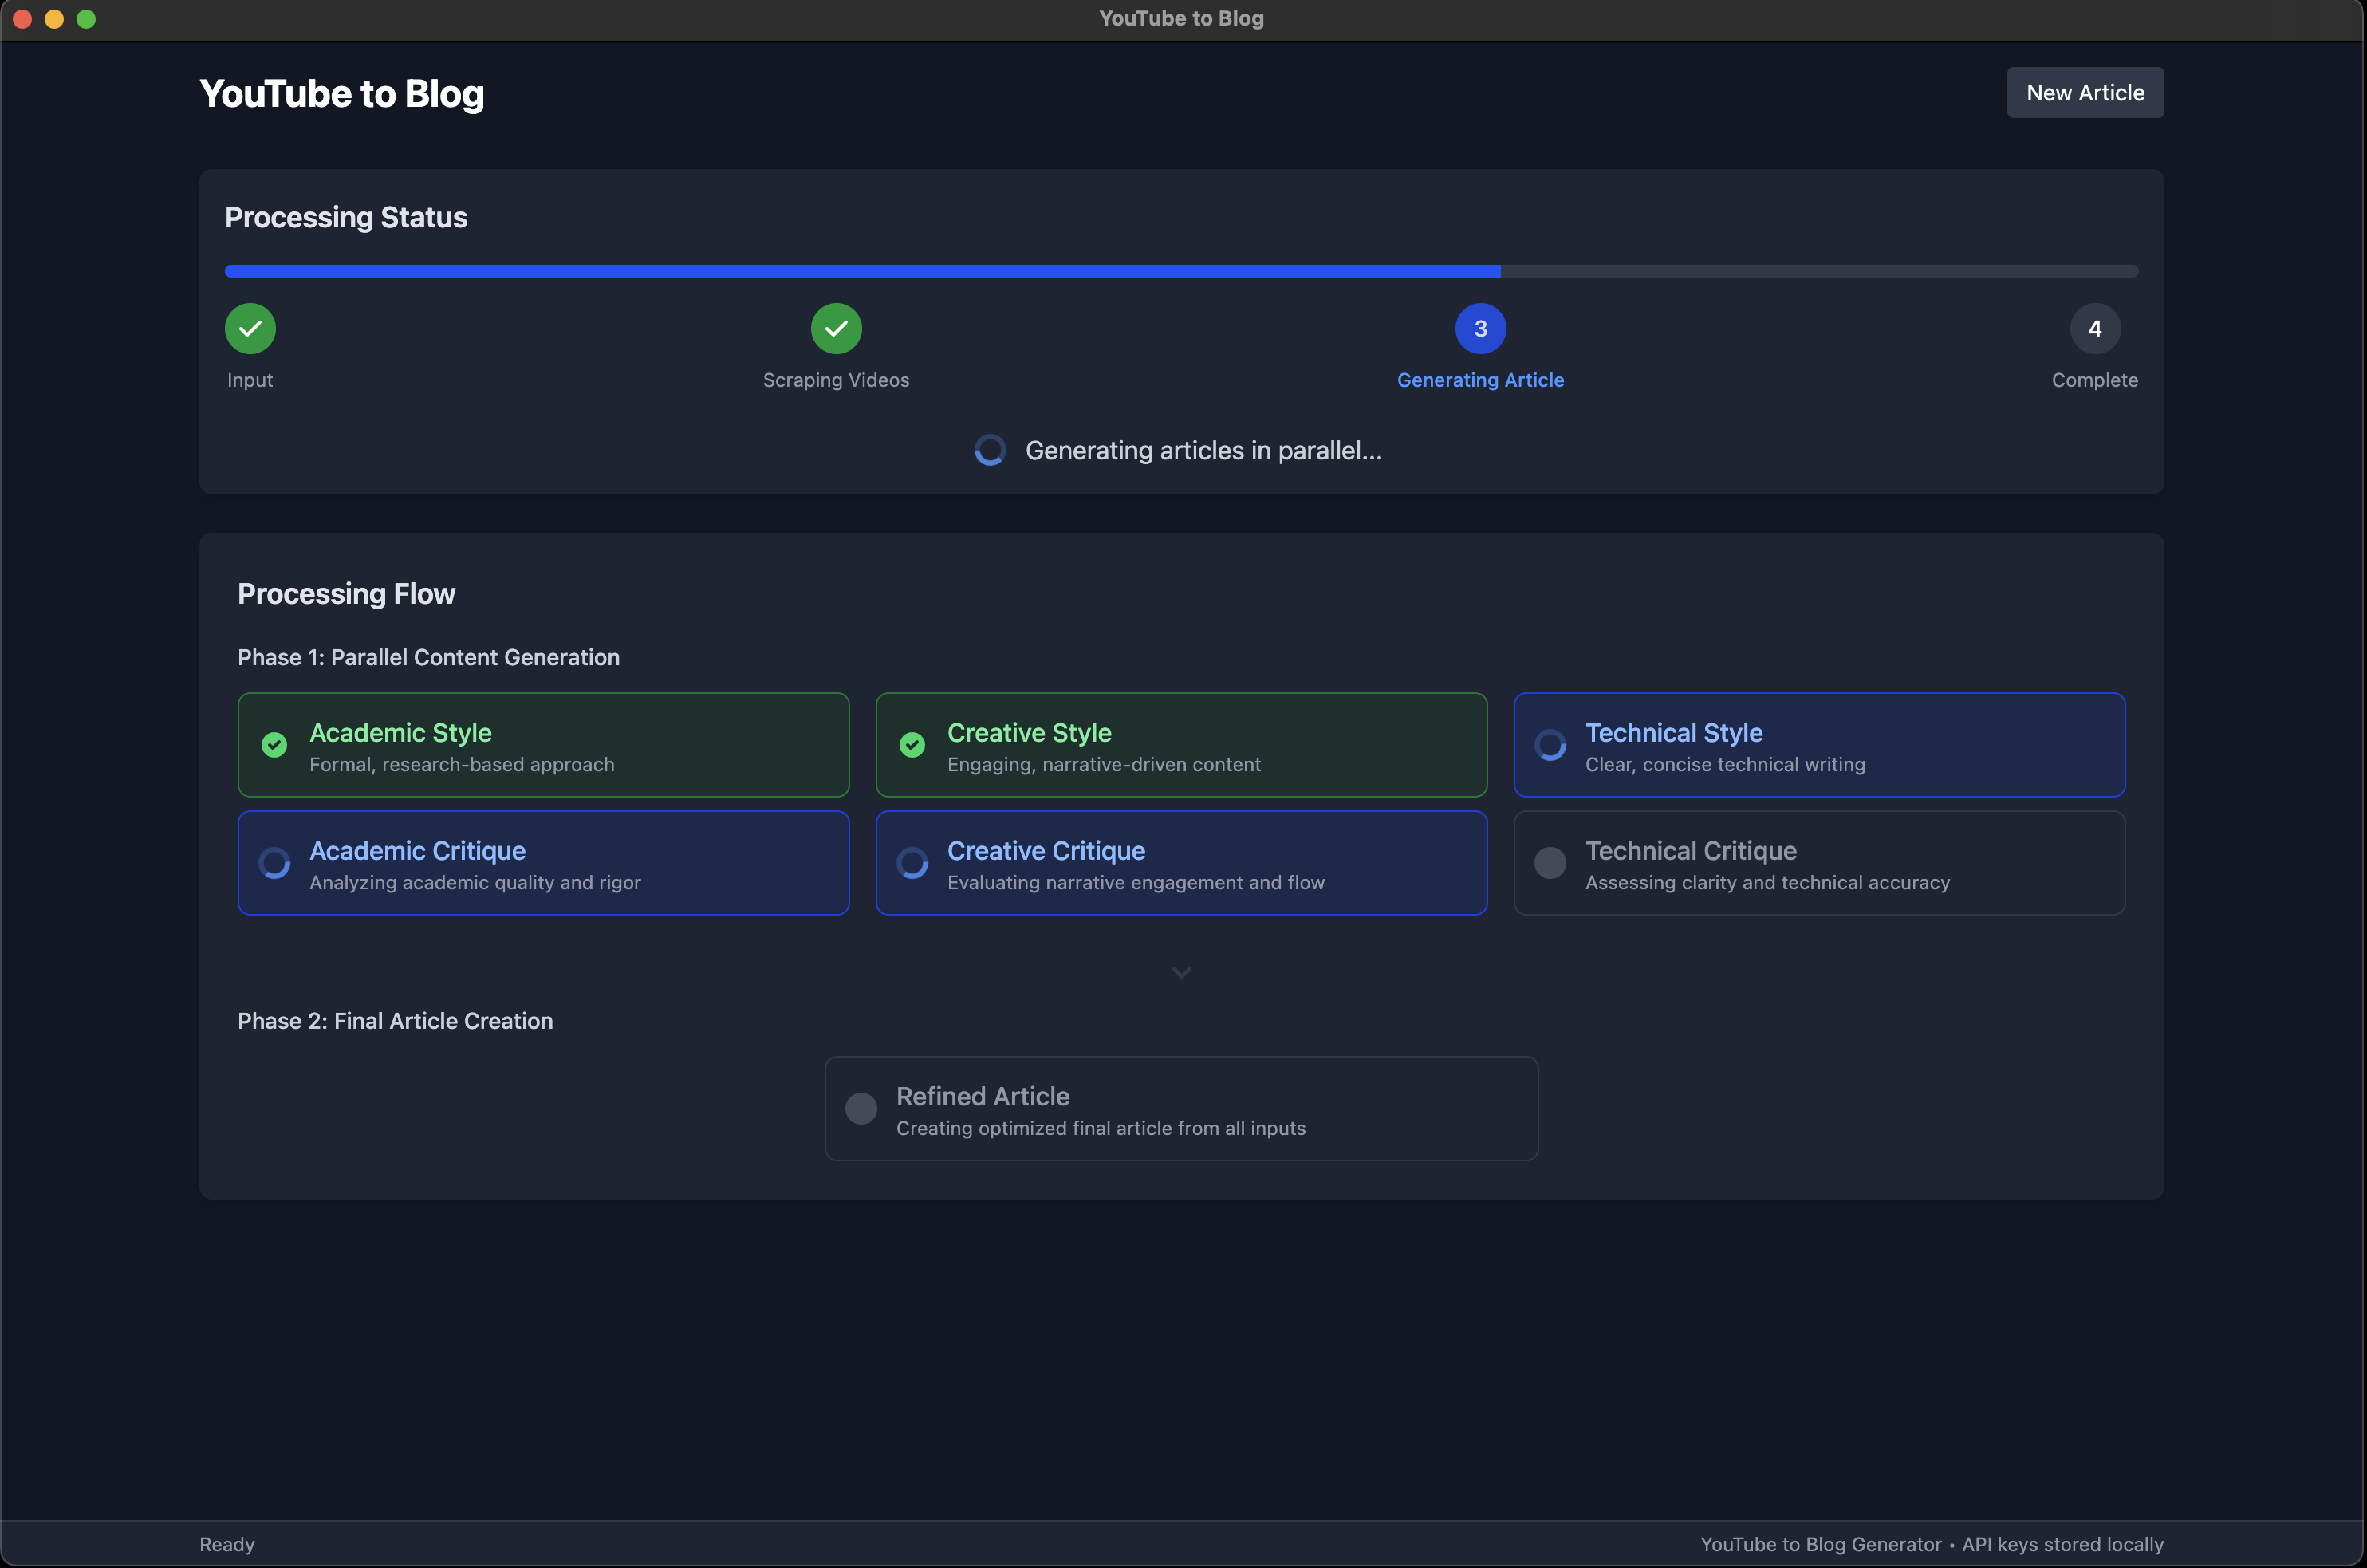 YouTube to Blog
YouTube to Blog
New Article
Processing Status
3
4
Input
Scraping Videos
Generating Article
Complete
Generating articles in parallel...
Processing Flow
Phase 1: Parallel Content Generation
Academic Style
Formal, research-based approach
Creative Style
Engaging, narrative-driven content
Technical Style
Clear, concise technical writing
Academic Critique
Analyzing academic quality and rigor
Creative Critique
Evaluating narrative engagement and flow
Technical Critique
Assessing clarity and technical accuracy
Phase 2: Final Article Creation
Refined Article
Creating optimized final article from all inputs
Ready
YouTube to Blog Generator • API keys stored locally